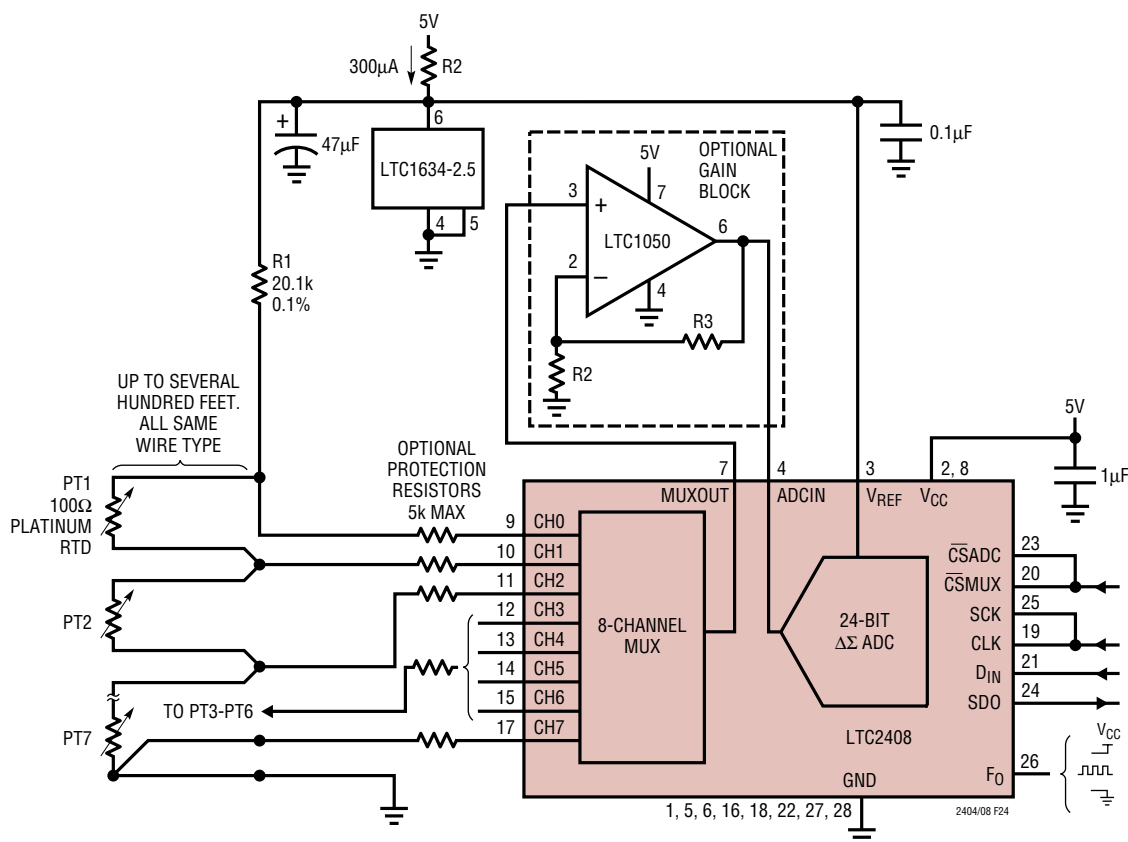 5V
300µA
R2
6
+
47µF
LTC1634-2.5
4
5
0.1µF
OPTIONAL
GAIN
BLOCK
5V
3
+
7
LTC1050
6
2
–
4
R3
R2
R1
20.1k
0.1%
UP TO SEVERAL
HUNDRED FEET.
ALL SAME
WIRE TYPE
OPTIONAL
PROTECTION
RESISTORS
5k MAX
PT1
100Ω
PLATINUM
RTD
PT2
TO PT3-PT6
PT7
5V
1µF
7
4
3
2, 8
MUXOUT
ADCIN
VREF
VCC
9 CH0
10 CH1
11 CH2
12 CH3
13 CH4
14 CH5
15 CH6
17 CH7
8-CHANNEL
MUX
24-BIT
ΔΣ ADC
LTC2408
C̅S̅ADC 23
C̅S̅MUX 20
SCK 25
CLK 19
DIN 21
SDO 24
VCC
FO 26
GND
1, 5, 6, 16, 18, 22, 27, 28
2404/08 F24